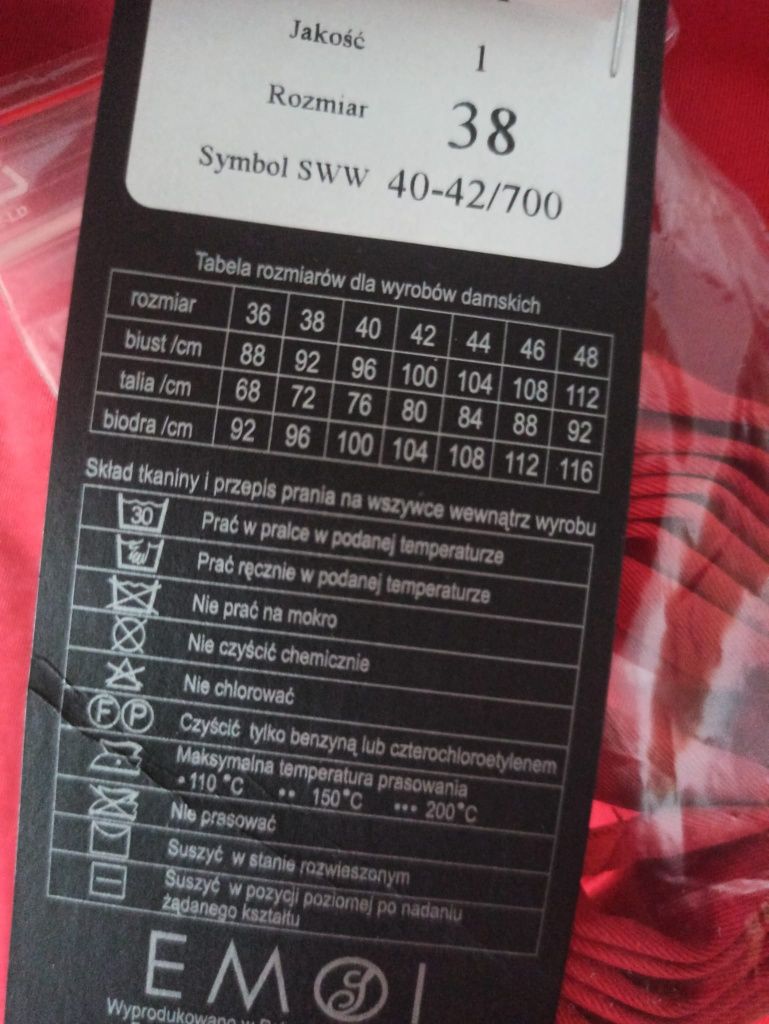 Jakość 1
Rozmiar 38
Symbol SWW 40-42/700
Tabela rozmiarów dla wyrobów damskich
rozmiar 36 38 40 42 44 46 48
biust /cm 88 92 96 100 104 108 112
talia /cm 68 72 76 80 84 88 92
biodra /cm 92 96 100 104 108 112 116
Skład tkaniny i przepis prania na wszywce wewnątrz wyrobu
30 Prać w pralce w podanej temperaturze
Prać ręcznie w podanej temperaturze
Nie prać na mokro
Nie czyścić chemicznie
Nie chlorować
F P Czyścić tylko benzyną lub czterochloroetylenem
Maksymalna temperatura prasowania
• 110 °C •• 150°C ••• 200°C
Nie prasować
Suszyć w stanie rozwieszonym
Suszyć w pozycji poziomej po nadaniu
żądanego kształtu
EM
Wyprodukowano w